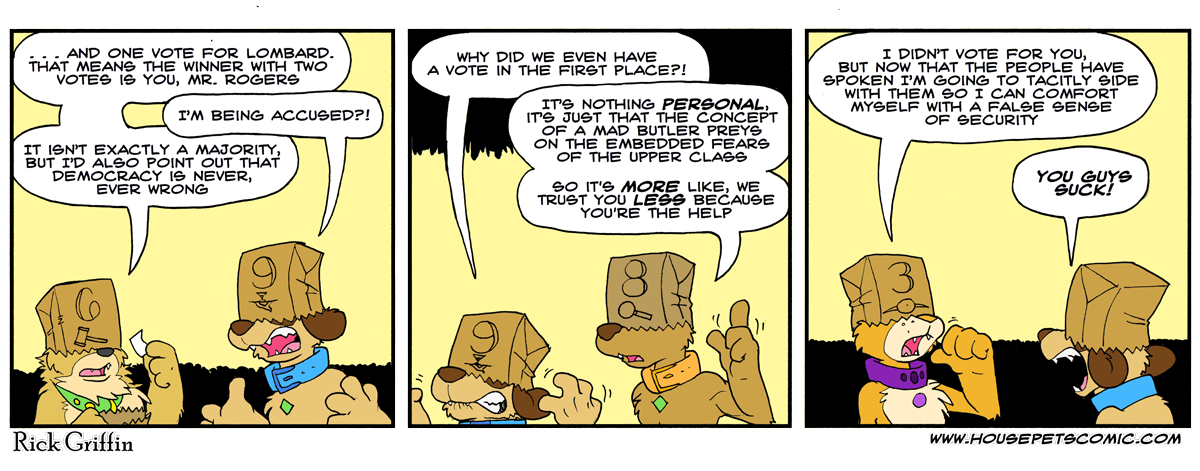 . . . AND ONE VOTE FOR LOMBARD.
THAT MEANS THE WINNER WITH TWO
VOTES IS YOU, MR. ROGERS
I'M BEING ACCUSED?!
IT ISN'T EXACTLY A MAJORITY,
BUT I'D ALSO POINT OUT THAT
DEMOCRACY IS NEVER,
EVER WRONG
6
9
WHY DID WE EVEN HAVE
A VOTE IN THE FIRST PLACE?!
IT'S NOTHING PERSONAL,
IT'S JUST THAT THE CONCEPT
OF A MAD BUTLER PREYS
ON THE EMBEDDED FEARS
OF THE UPPER CLASS
SO IT'S MORE LIKE, WE
TRUST YOU LESS BECAUSE
YOU'RE THE HELP
9
8
I DIDN'T VOTE FOR YOU,
BUT NOW THAT THE PEOPLE HAVE
SPOKEN I'M GOING TO TACITLY SIDE
WITH THEM SO I CAN COMFORT
MYSELF WITH A FALSE SENSE
OF SECURITY
YOU GUYS
SUCK!
3
Rick Griffin
WWW.HOUSEPETSCOMIC.COM